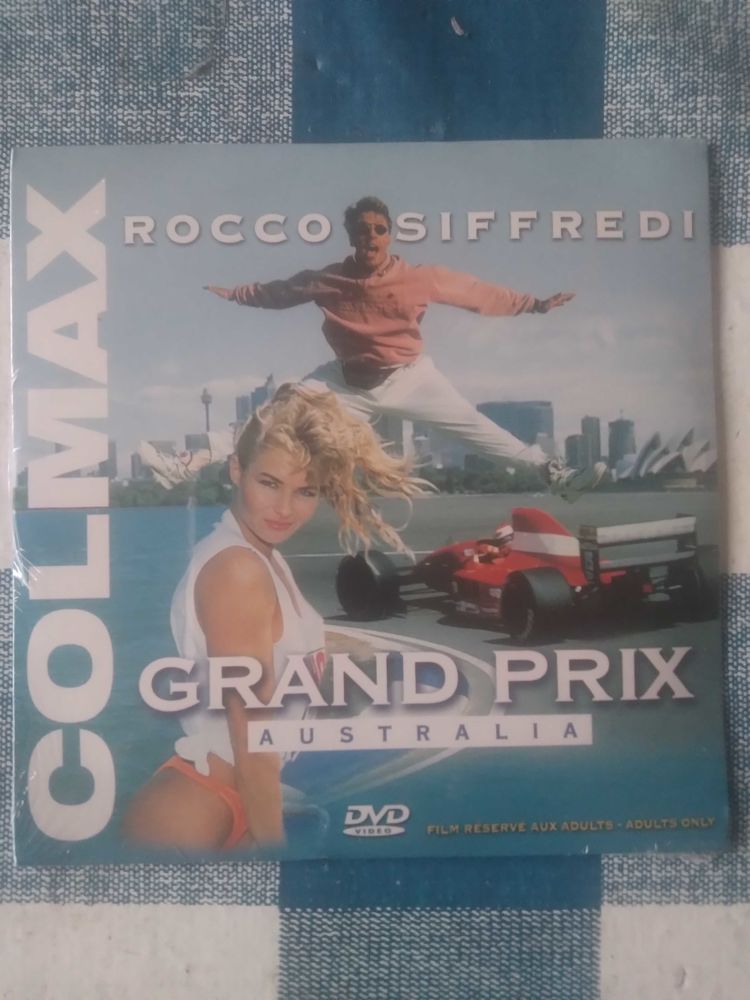 COLMAX
ROCCO SIFFREDI
GRAND PRIX
AUSTRALIA
DVD
VIDEO
FILM RESERVE AUX ADULTS - ADULTS ONLY